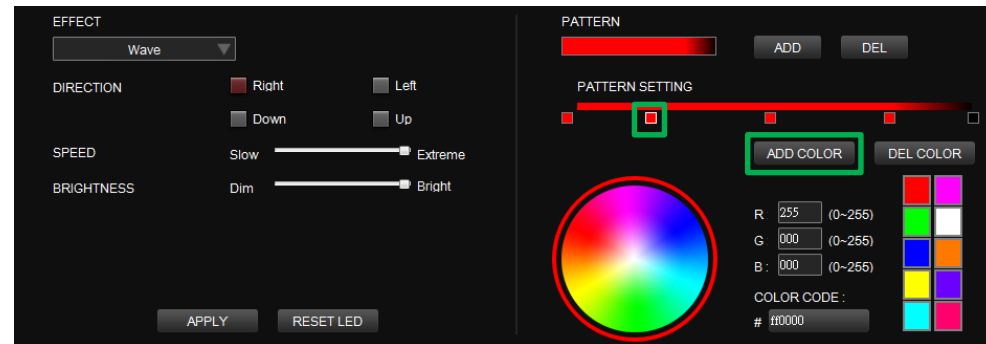 EFFECT
Wave
DIRECTION
Right
Left
Down
Up
SPEED
Slow
Extreme
BRIGHTNESS
Dim
Bright
APPLY
RESET LED
PATTERN
ADD
DEL
PATTERN SETTING
ADD COLOR
DEL COLOR
R 255 (0~255)
G 000 (0~255)
B : 000 (0~255)
COLOR CODE :
# ff0000